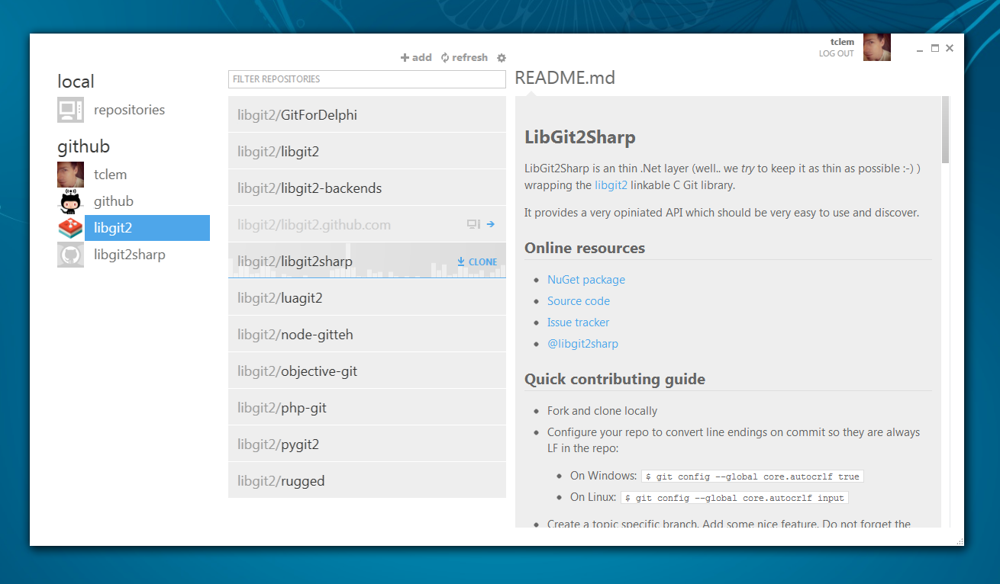 tclem
LOG OUT
add refresh
local
repositories
github
tclem
github
libgit2
libgit2sharp
FILTER REPOSITORIES
libgit2/GitForDelphi
libgit2/libgit2
libgit2/libgit2-backends
libgit2/libgit2.github.com
libgit2/libgit2sharp CLONE
libgit2/luagit2
libgit2/node-gitteh
libgit2/objective-git
libgit2/php-git
libgit2/pygit2
libgit2/rugged
README.md
LibGit2Sharp
LibGit2Sharp is an thin .Net layer (well.. we try to keep it as thin as possible :-) )
wrapping the libgit2 linkable C Git library.
It provides a very opiniated API which should be very easy to use and discover.
Online resources
• NuGet package
• Source code
• Issue tracker
• @libgit2sharp
Quick contributing guide
• Fork and clone locally
• Configure your repo to convert line endings on commit so they are always
LF in the repo:
• On Windows: $ git config --global core.autocrlf true
• On Linux: $ git config --global core.autocrlf input
• Create a topic specific branch. Add some nice feature. Do not forget the